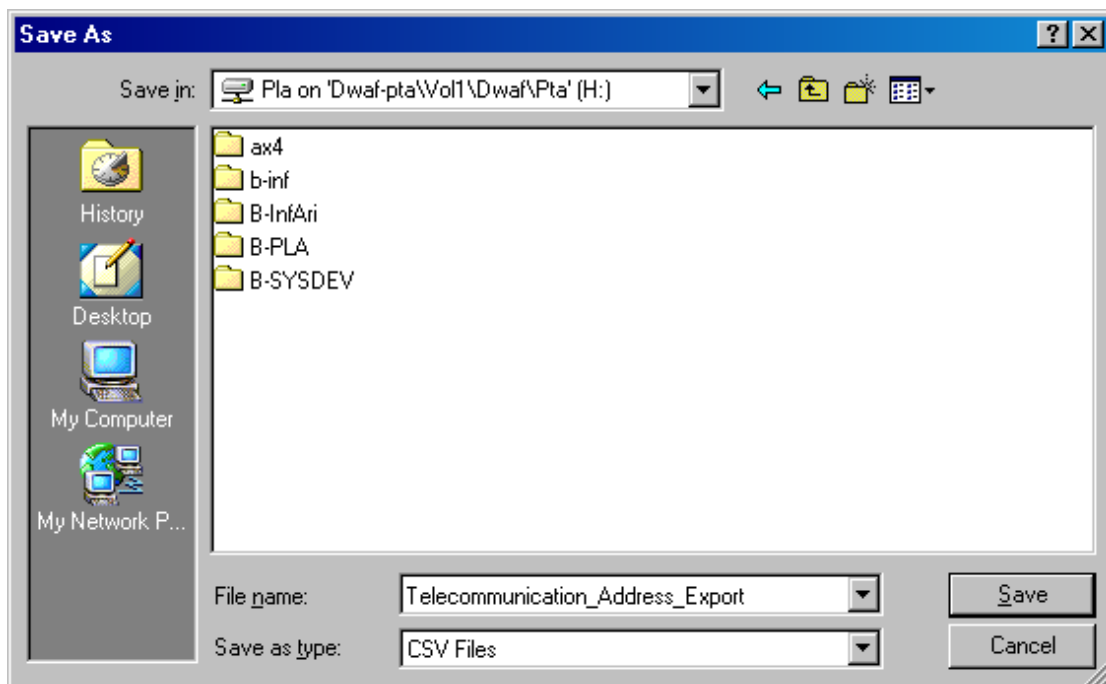 Save As
Save in: Pla on 'Dwaf-pta\Vol1\Dwaf\Pta' (H:)
History
Desktop
My Computer
My Network P...
ax4
b-inf
B-InfAri
B-PLA
B-SYSDEV
File name: Telecommunication_Address_Export
Save
Save as type: CSV Files
Cancel